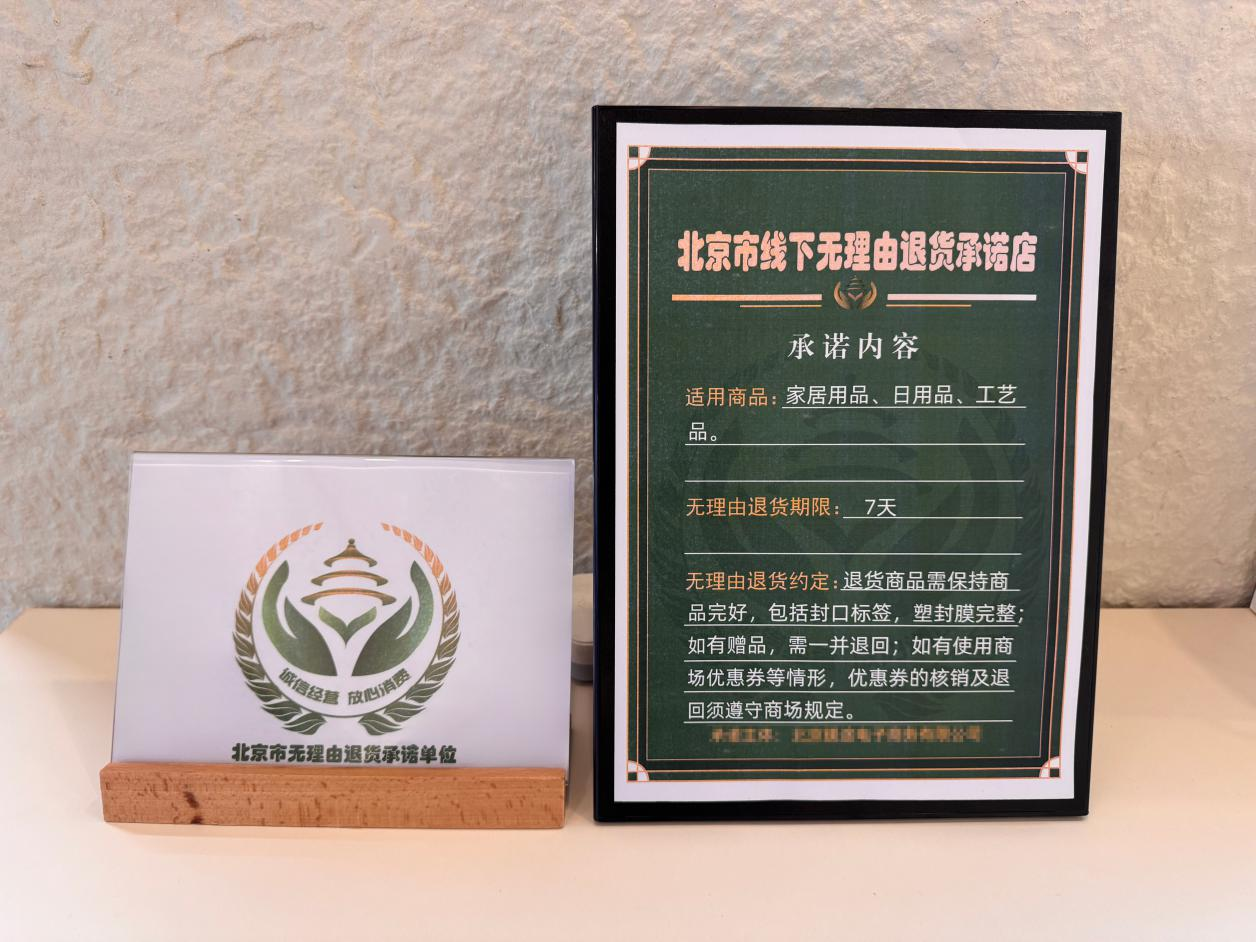 诚信经营 放心消费
北京市无理由退货承诺单位
北京市线下无理由退货承诺店
承诺内容
适用商品：家居用品、日用品、工艺
品。
无理由退货期限： 7天
无理由退货约定：退货商品需保持商
品完好，包括封口标签，塑封膜完整；
如有赠品，需一并退回；如有使用商
场优惠券等情形，优惠券的核销及退
回须遵守商场规定。